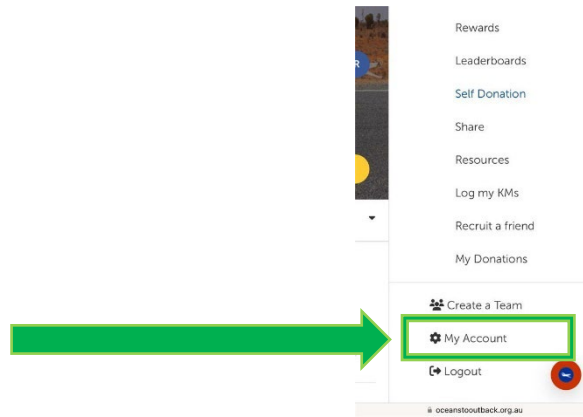 Rewards
Leaderboards
Self Donation
Share
Resources
Log my KMs
Recruit a friend
My Donations
Create a Team
My Account
Logout
oceanstooutback.org.au